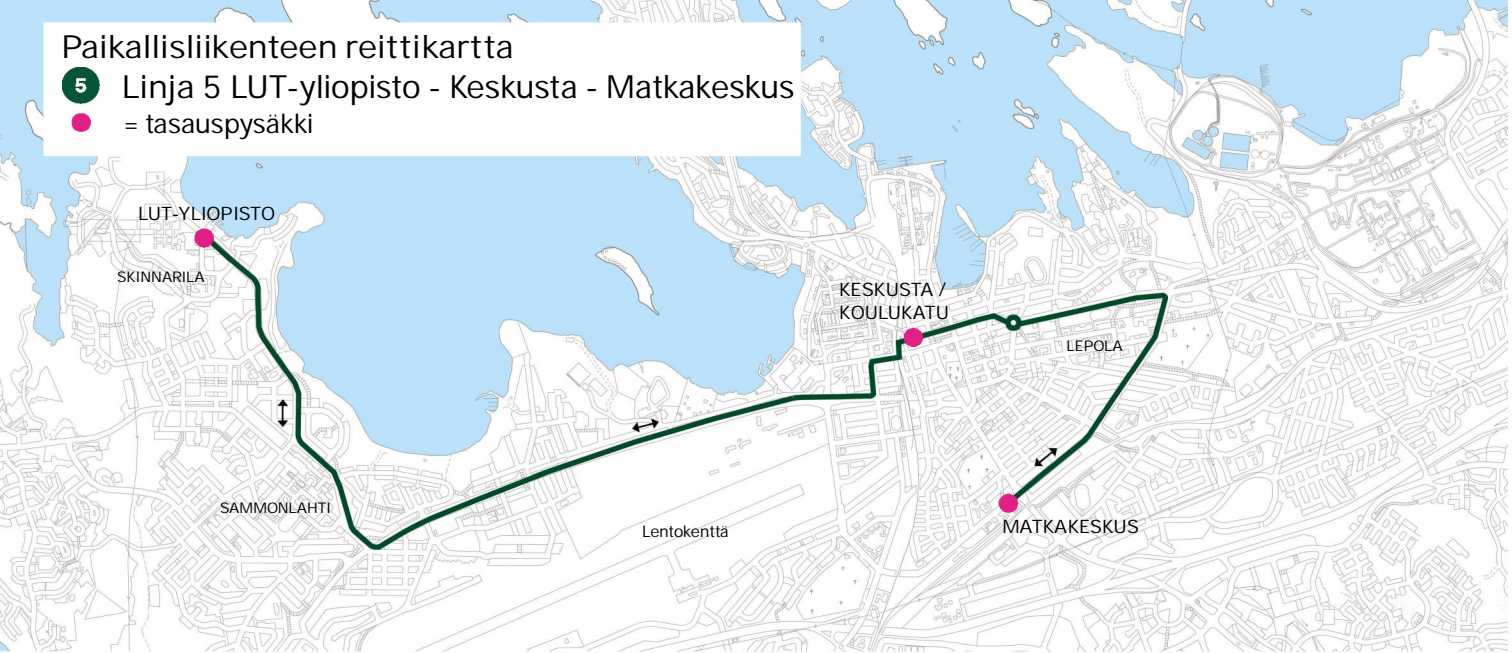 Paikallisliikenteen reittikartta
5 Linja 5 LUT-yliopisto - Keskusta - Matkakeskus
= tasauspysäkki
LUT-YLIOPISTO
SKINNARILA
KESKUSTA /
KOULUKATU
LEPOLA
SAMMONLAHTI
Lentokenttä
MATKAKESKUS